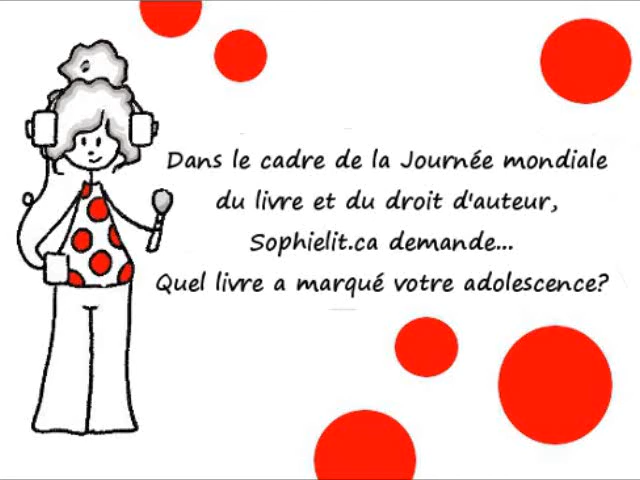 Dans le cadre de la Journée mondiale
du livre et du droit d'auteur,
Sophielit.ca demande...
Quel livre a marqué votre adolescence?